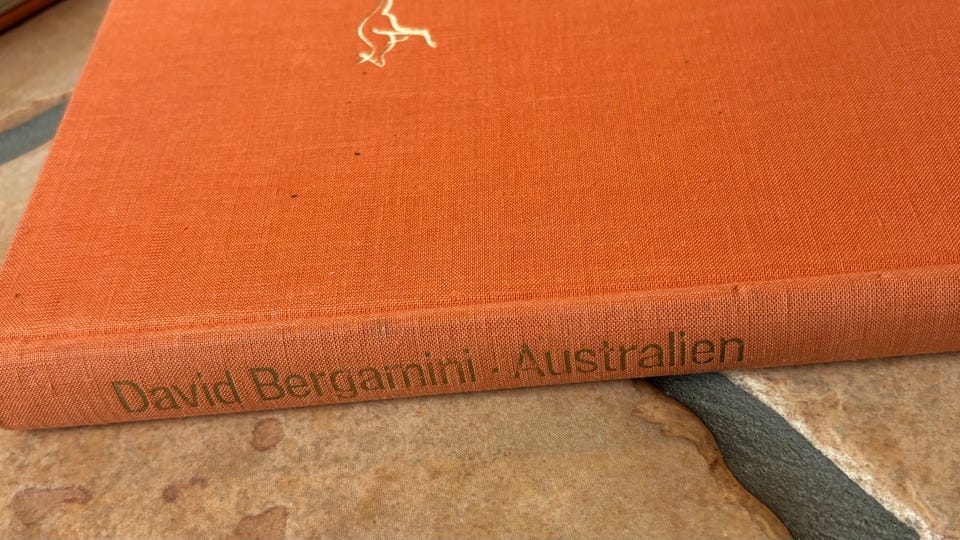 David Bergamini · Australien